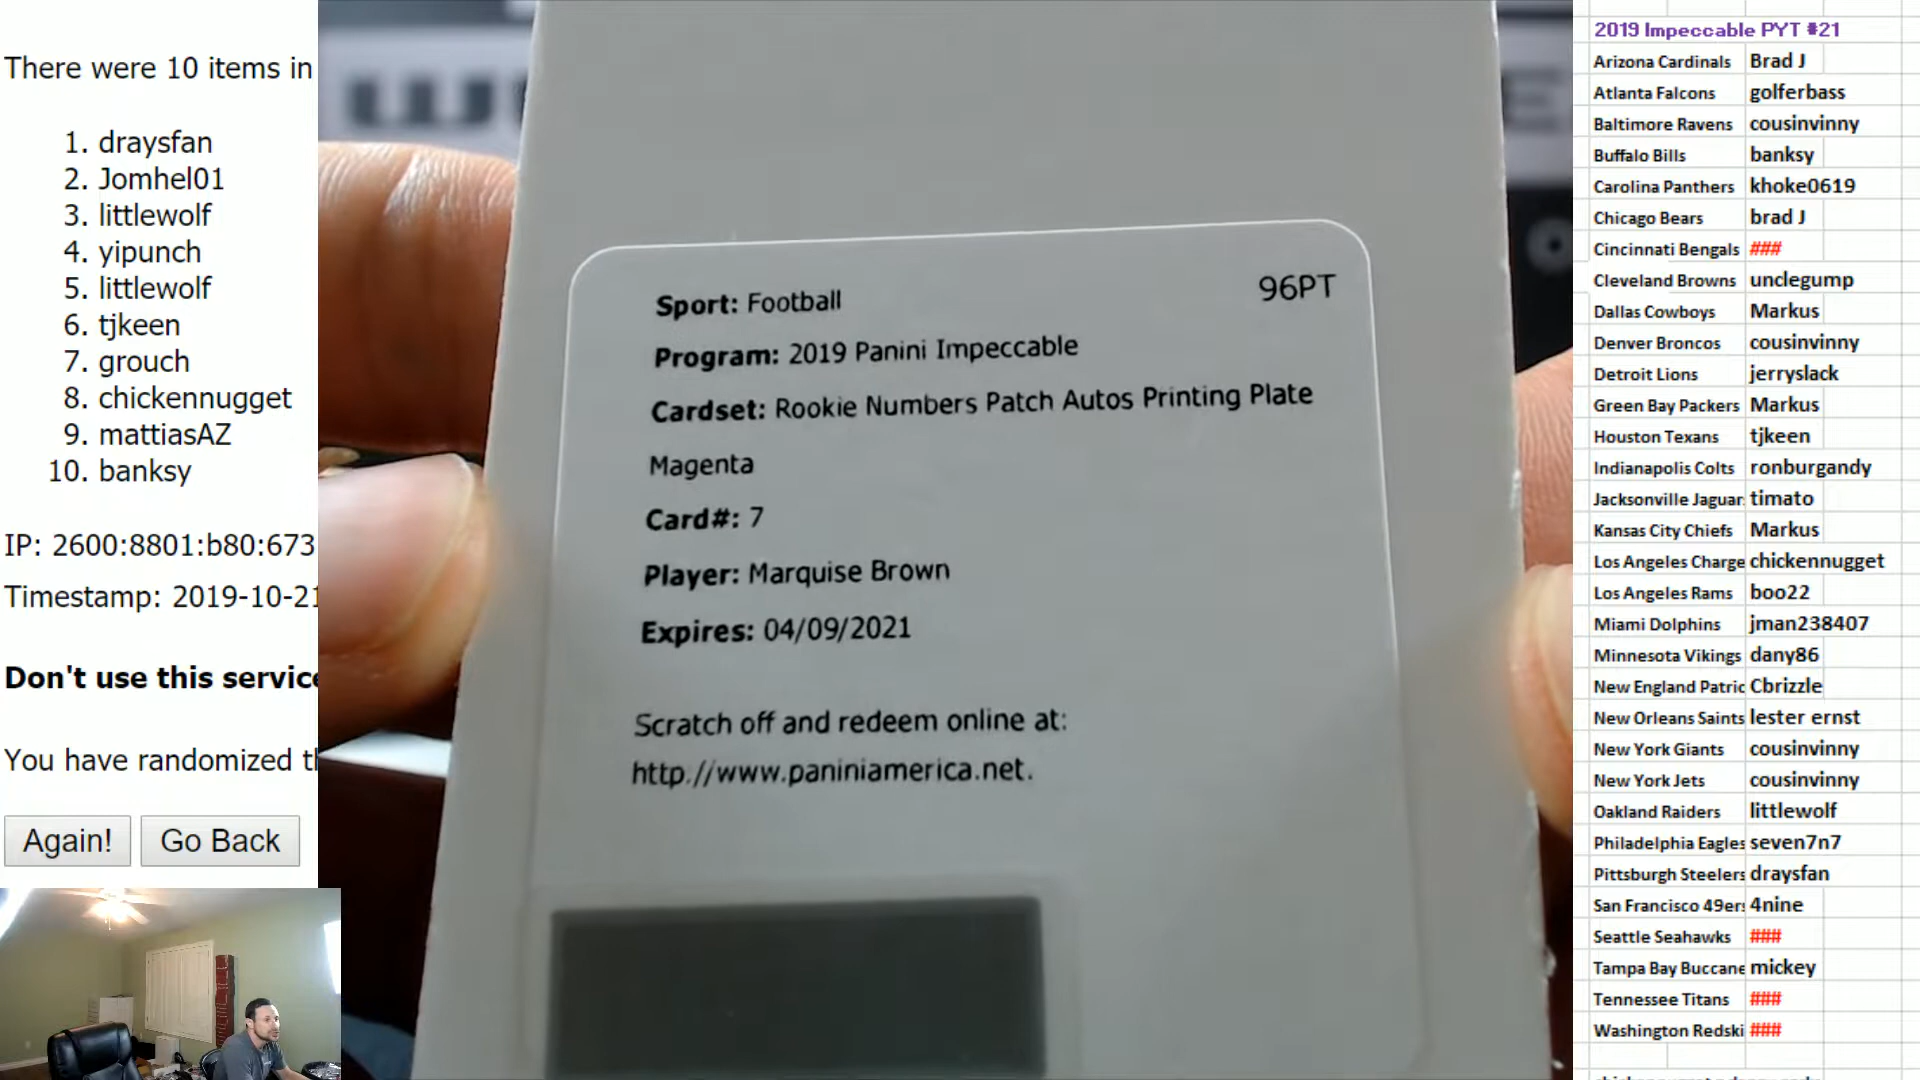 There were 10 items in
1. draysfan
2. Jomhel01
3. littlewolf
4. yipunch
5. littlewolf
6. tjkeen
7. grouch
8. chickennugget
9. mattiasAZ
10. banksy
IP: 2600:8801:b80:673
Timestamp: 2019-10-21
Don't use this service
You have randomized th
Again! Go Back
96PT
Sport: Football
Program: 2019 Panini Impeccable
Cardset: Rookie Numbers Patch Autos Printing Plate
Magenta
Card#: 7
Player: Marquise Brown
Expires: 04/09/2021
Scratch off and redeem online at:
http://www.paniniamerica.net.
2019 Impeccable PYT #21
Arizona Cardinals Brad J
Atlanta Falcons golferbass
Baltimore Ravens cousinvinny
Buffalo Bills banksy
Carolina Panthers khoke0619
Chicago Bears brad J
Cincinnati Bengals ###
Cleveland Browns unclegump
Dallas Cowboys Markus
Denver Broncos cousinvinny
Detroit Lions jerryslack
Green Bay Packers Markus
Houston Texans tjkeen
Indianapolis Colts ronburgandy
Jacksonville Jaguar timato
Kansas City Chiefs Markus
Los Angeles Charge chickennugget
Los Angeles Rams boo22
Miami Dolphins jman238407
Minnesota Vikings dany86
New England Patric Cbrizzle
New Orleans Saints lester ernst
New York Giants cousinvinny
New York Jets cousinvinny
Oakland Raiders littlewolf
Philadelphia Eagles seven7n7
Pittsburgh Steelers draysfan
San Francisco 49ers 4nine
Seattle Seahawks ###
Tampa Bay Buccane mickey
Tennessee Titans ###
Washington Redski ###